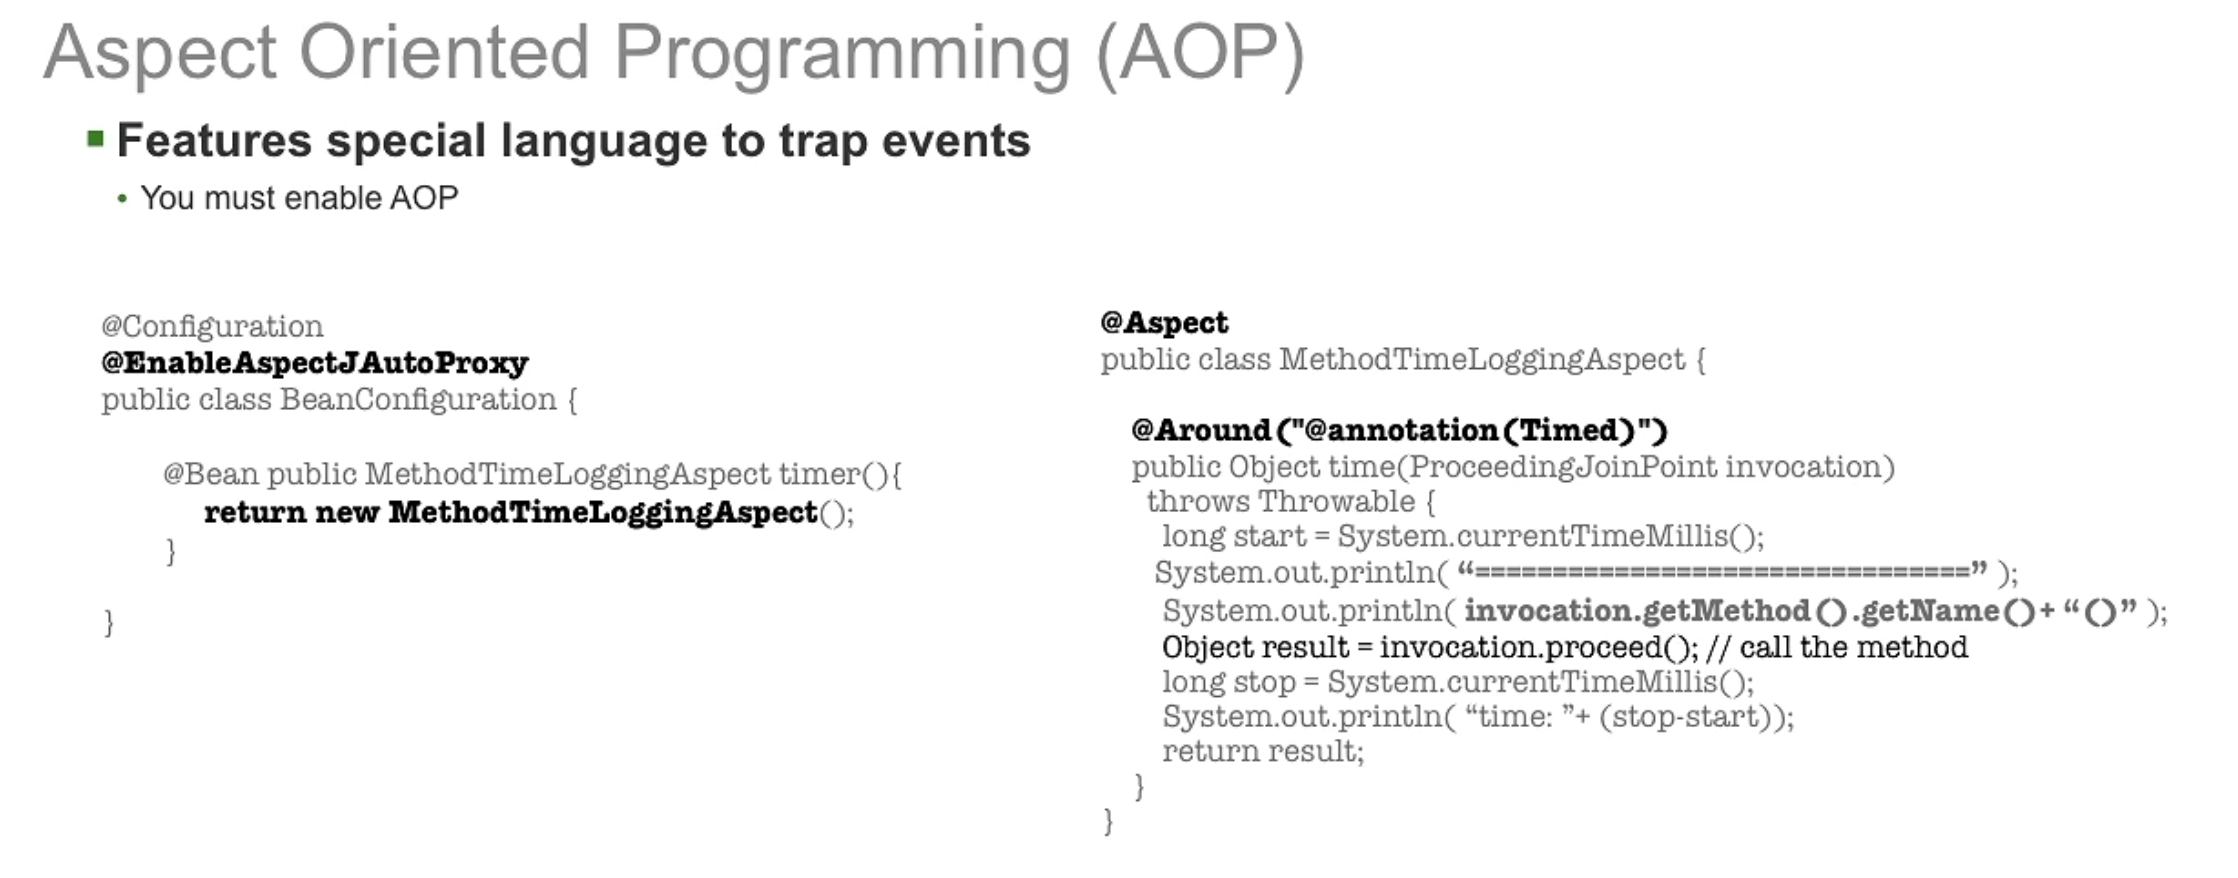 Aspect Oriented Programming (AOP)
▪ Features special language to trap events
• You must enable AOP
@Configuration
@EnableAspectJAutoProxy
public class BeanConfiguration {
@Bean public MethodTimeLoggingAspect timer(){
return new MethodTimeLoggingAspect();
}
}
@Aspect
public class MethodTimeLoggingAspect {
@Around("@annotation(Timed)")
public Object time(ProceedingJoinPoint invocation)
throws Throwable {
long start = System.currentTimeMillis();
System.out.println( “================================” );
System.out.println( invocation.getMethod().getName()+ “()” );
Object result = invocation.proceed(); // call the method
long stop = System.currentTimeMillis();
System.out.println( “time: ”+ (stop-start));
return result;
}
}